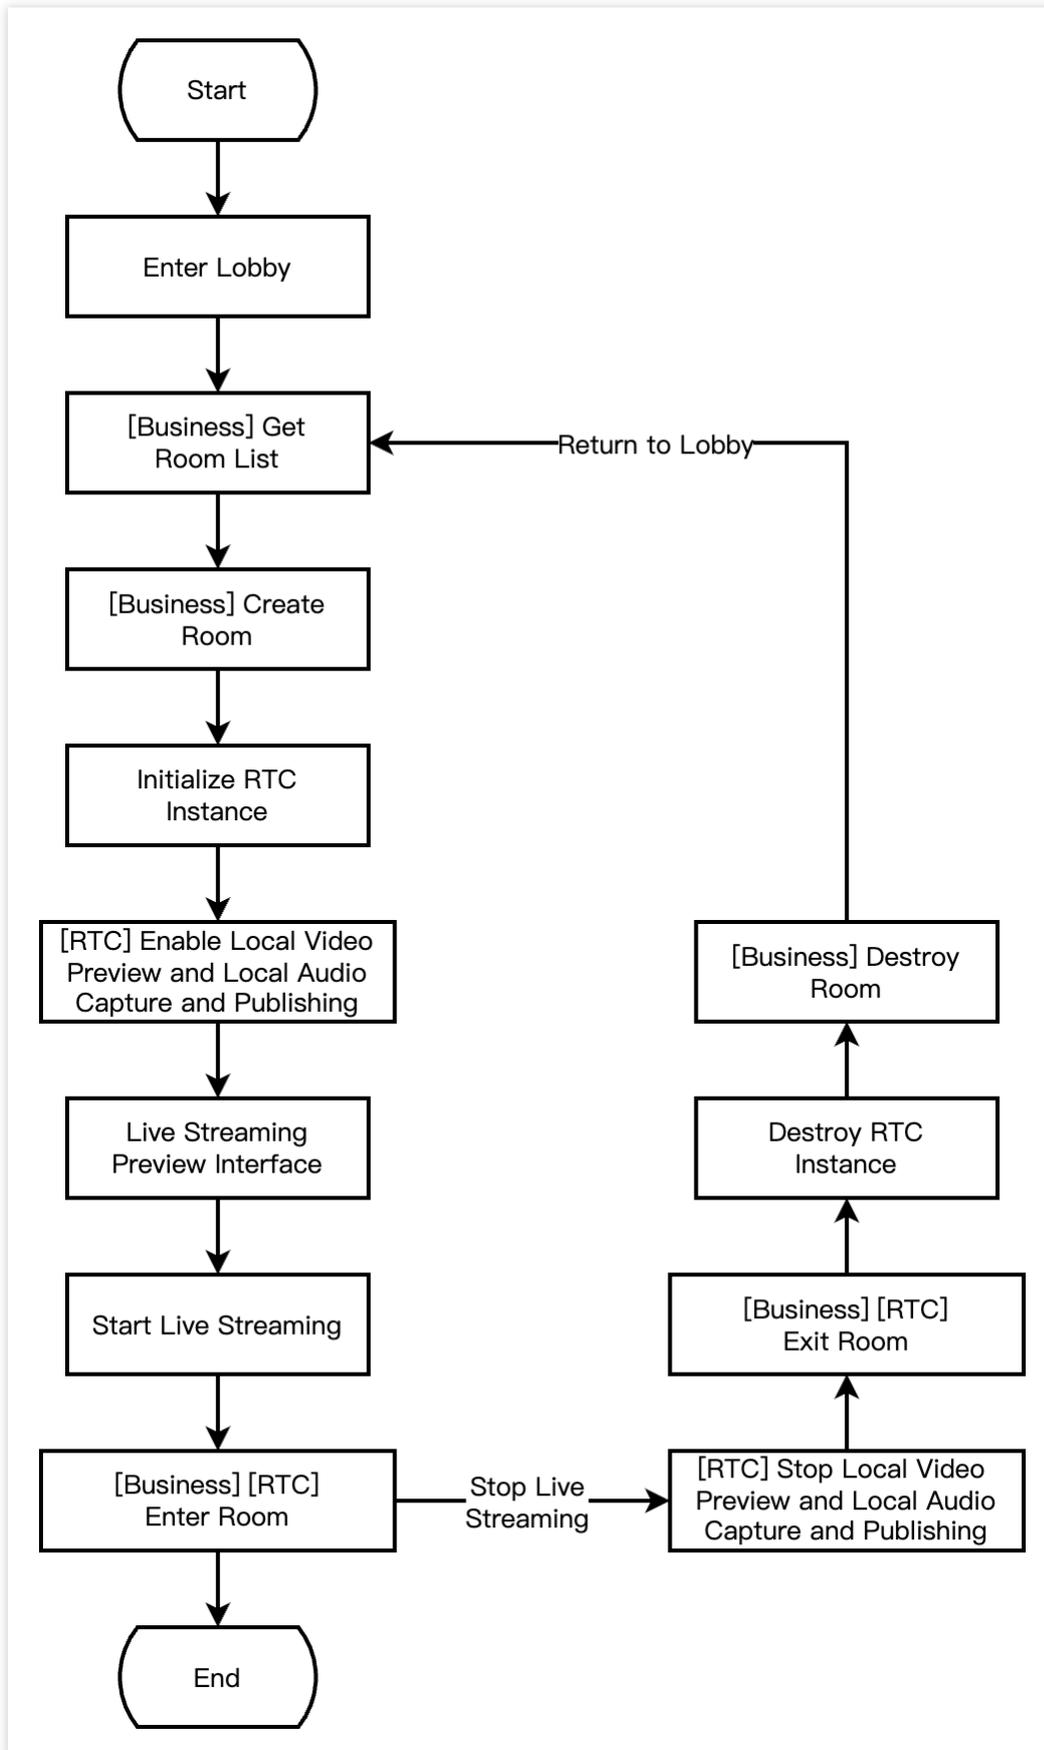 Start
Enter Lobby
[Business] Get
Room List
Return to Lobby
[Business] Create
Room
Initialize RTC
Instance
[RTC] Enable Local Video
Preview and Local Audio
Capture and Publishing
[Business] Destroy
Room
Live Streaming
Preview Interface
Destroy RTC
Instance
Start Live Streaming
[Business] [RTC]
Exit Room
[Business] [RTC]
Enter Room
Stop Live
Streaming
[RTC] Stop Local Video
Preview and Local Audio
Capture and Publishing
End